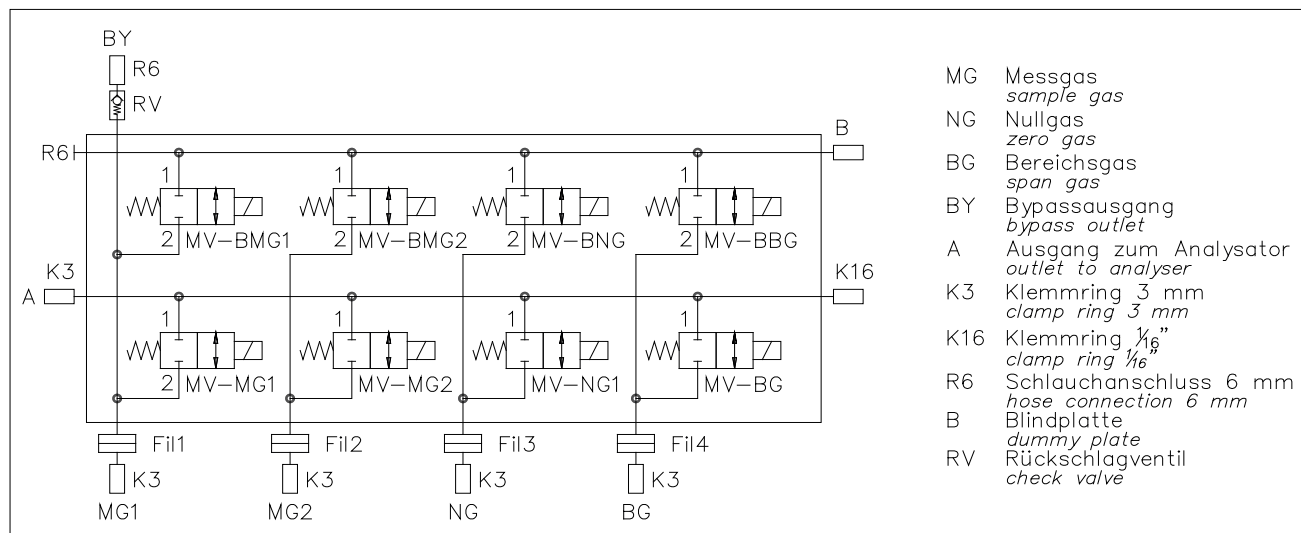 BY
R6
RV
R6
B
1 1 1 1
2 MV-BMG1 2 MV-BMG2 2 MV-BNG 2 MV-BBG
K3 K16
A
1 1 1 1
2 MV-MG1 2 MV-MG2 2 MV-NG1 2 MV-BG
Fil1 Fil2 Fil3 Fil4
K3 K3 K3 K3
MG1 MG2 NG BG
MG Messgas
sample gas
NG Nullgas
zero gas
BG Bereichsgas
span gas
BY Bypassausgang
bypass outlet
A Ausgang zum Analysator
outlet to analyser
K3 Klemmring 3 mm
clamp ring 3 mm
K16 Klemmring 1/16"
clamp ring 1/16"
R6 Schlauchanschluss 6 mm
hose connection 6 mm
B Blindplatte
dummy plate
RV Rückschlagventil
check valve